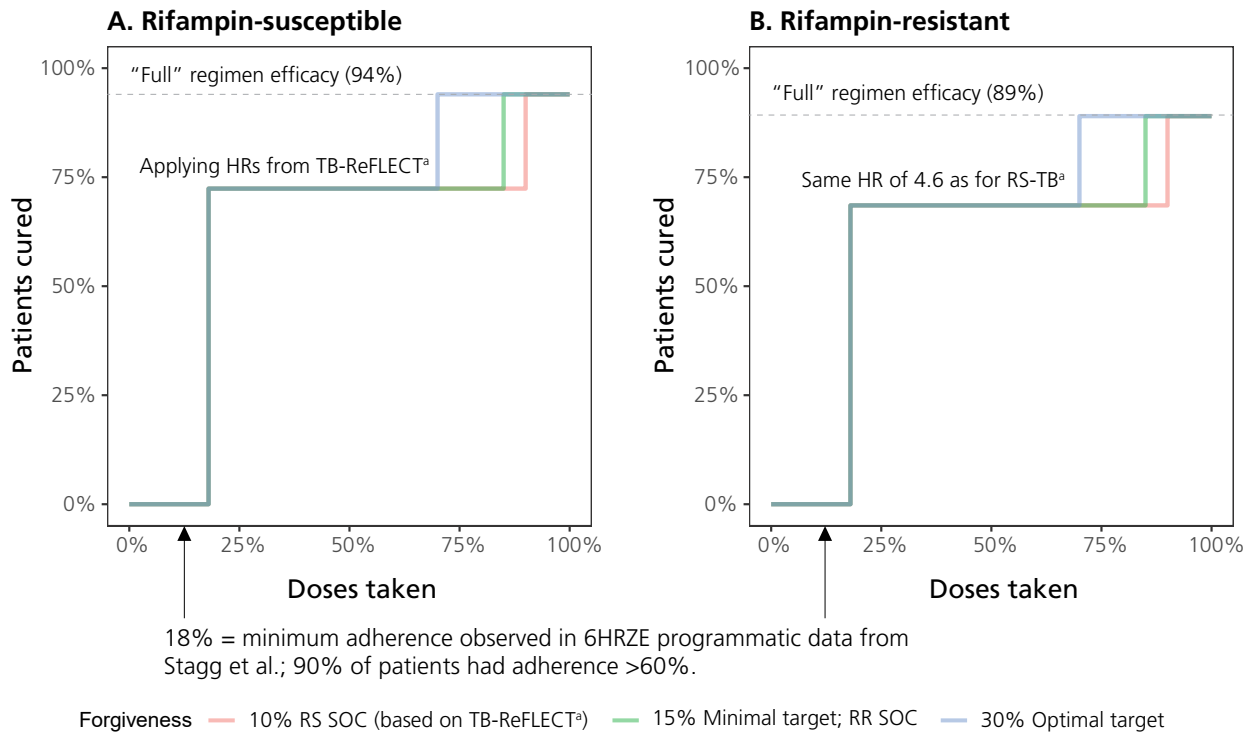 A. Rifampin-susceptible
100%
75%
50%
25%
0%
Patients cured
“Full” regimen efficacy (94%)
Applying HRs from TB-ReFLECTᵃ
0%
25%
50%
75%
100%
Doses taken
B. Rifampin-resistant
100%
75%
50%
25%
0%
Patients cured
“Full” regimen efficacy (89%)
Same HR of 4.6 as for RS-TBᵃ
0%
25%
50%
75%
100%
Doses taken
18% = minimum adherence observed in 6HRZE programmatic data from
Stagg et al.; 90% of patients had adherence >60%.
Forgiveness 10% RS SOC (based on TB-ReFLECTᵃ) 15% Minimal target; RR SOC 30% Optimal target